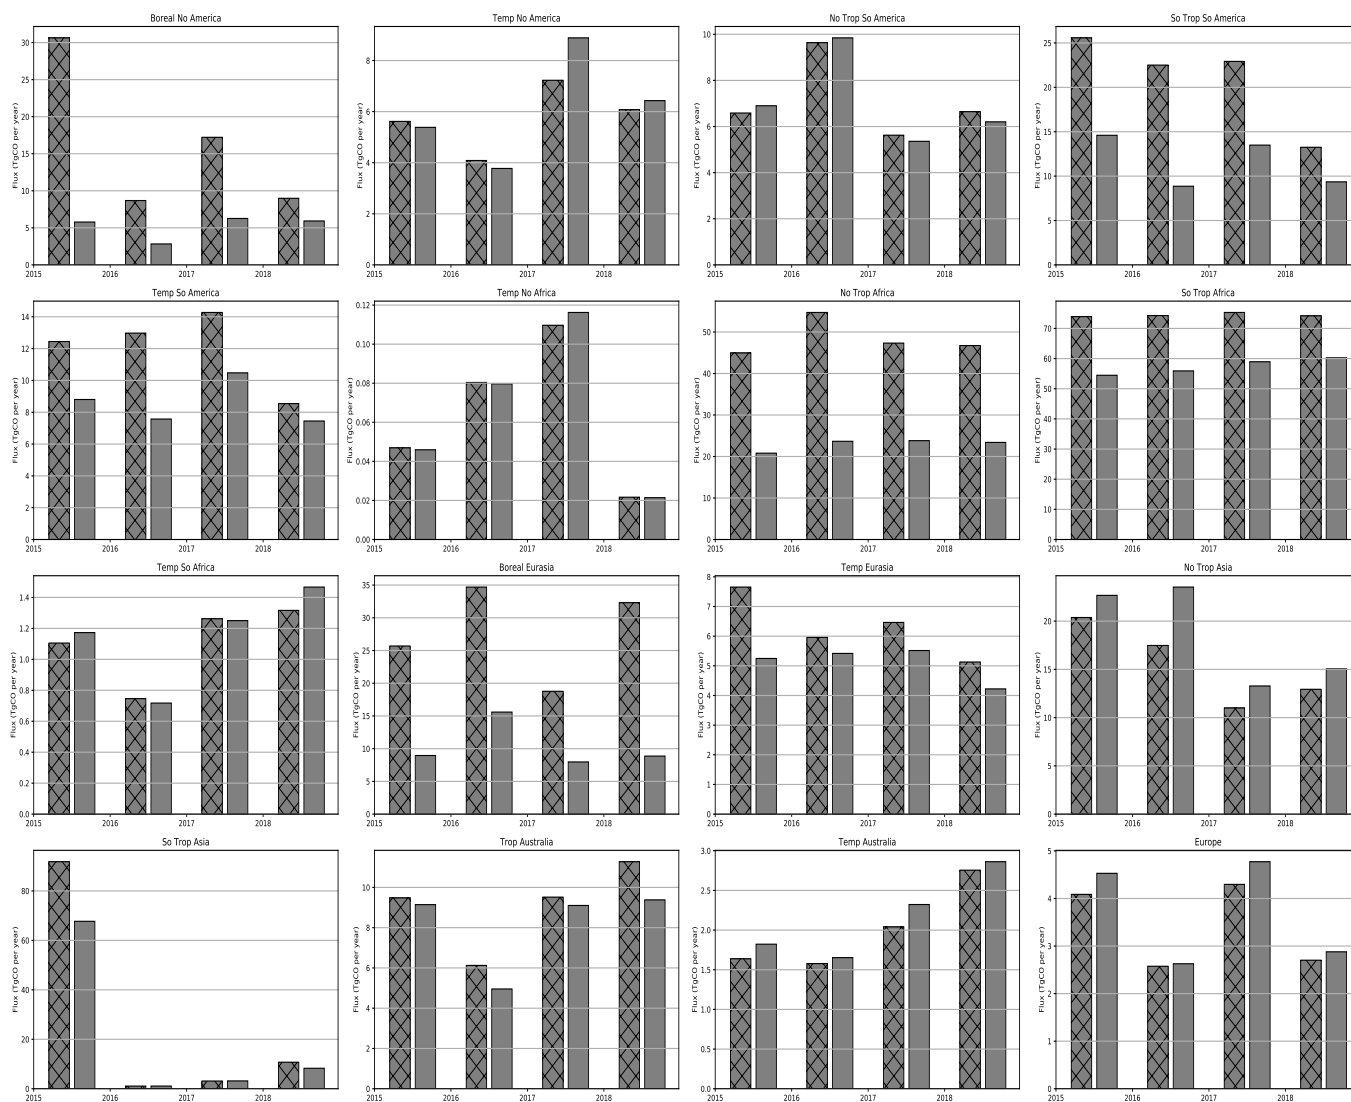 Boreal No America
Flux (TgCO per year)
30
25
20
15
10
5
0
2015 2016 2017 2018
Temp No America
Flux (TgCO per year)
8
6
4
2
0
2015 2016 2017 2018
No Trop So America
Flux (TgCO per year)
10
8
6
4
2
0
2015 2016 2017 2018
So Trop So America
Flux (TgCO per year)
25
20
15
10
5
0
2015 2016 2017 2018
Temp So America
Flux (TgCO per year)
14
12
10
8
6
4
2
0
2015 2016 2017 2018
Temp No Africa
Flux (TgCO per year)
0.12
0.10
0.08
0.06
0.04
0.02
0.00
2015 2016 2017 2018
No Trop Africa
Flux (TgCO per year)
50
40
30
20
10
0
2015 2016 2017 2018
So Trop Africa
Flux (TgCO per year)
70
60
50
40
30
20
10
0
2015 2016 2017 2018
Temp So Africa
Flux (TgCO per year)
1.4
1.2
1.0
0.8
0.6
0.4
0.2
0.0
2015 2016 2017 2018
Boreal Eurasia
Flux (TgCO per year)
35
30
25
20
15
10
5
0
2015 2016 2017 2018
Temp Eurasia
Flux (TgCO per year)
8
7
6
5
4
3
2
1
0
2015 2016 2017 2018
No Trop Asia
Flux (TgCO per year)
20
15
10
5
0
2015 2016 2017 2018
So Trop Asia
Flux (TgCO per year)
80
60
40
20
0
2015 2016 2017 2018
Trop Australia
Flux (TgCO per year)
10
8
6
4
2
0
2015 2016 2017 2018
Temp Australia
Flux (TgCO per year)
3.0
2.5
2.0
1.5
1.0
0.5
0.0
2015 2016 2017 2018
Europe
Flux (TgCO per year)
5
4
3
2
1
0
2015 2016 2017 2018